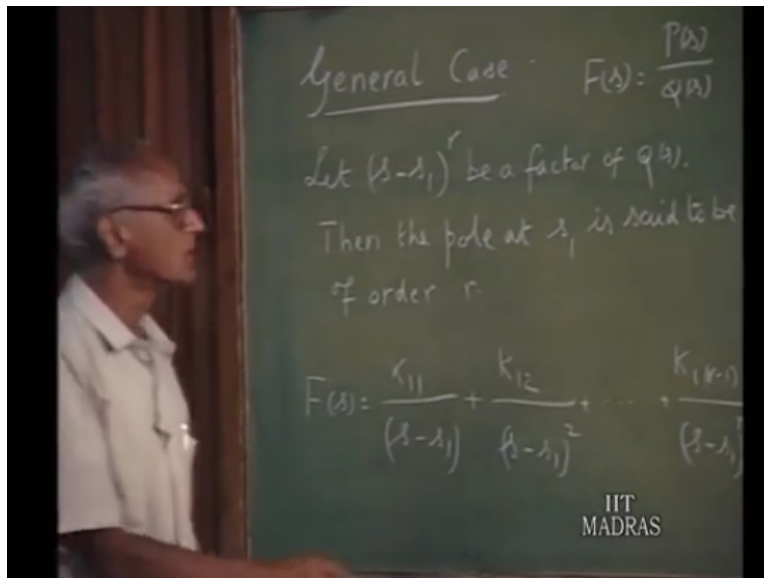 General Case F(s) = P(s)/Q(s)
Let (s-s₁)^r be a factor of Q(s).
Then the pole at s₁ is said to be
of order r.
F(s) = K₁₁/(s-s₁) + K₁₂/(s-s₁)² + ... + K₁(r-1)/(s-s₁)
IIT
MADRAS